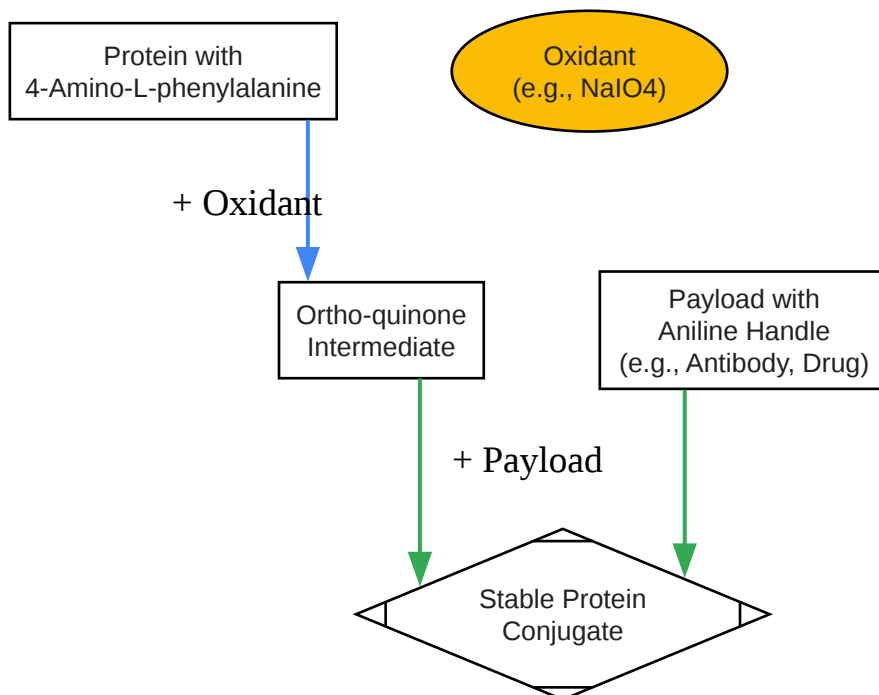 Protein with
4-Amino-L-phenylalanine
Oxidant
(e.g., NaIO4)
+ Oxidant
Ortho-quinone
Intermediate
Payload with
Aniline Handle
(e.g., Antibody, Drug)
+ Payload
Stable Protein
Conjugate